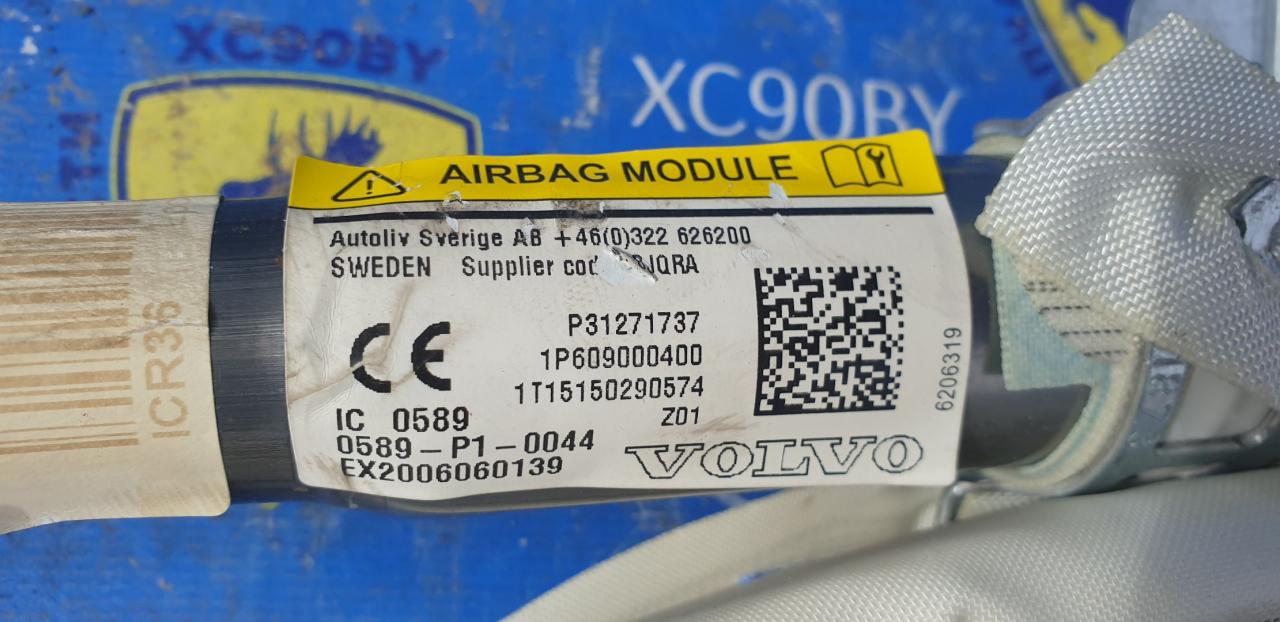 XC90BY
XC90BY
TM
AIRBAG MODULE
Autoliv Sverige AB +46(0)322 626200
SWEDEN Supplier
P31271737
1P609000400
1T15150290574
Z01
IC 0589
0589-P1-0044
EX2006060139
VOLVO
6206319
ICR36